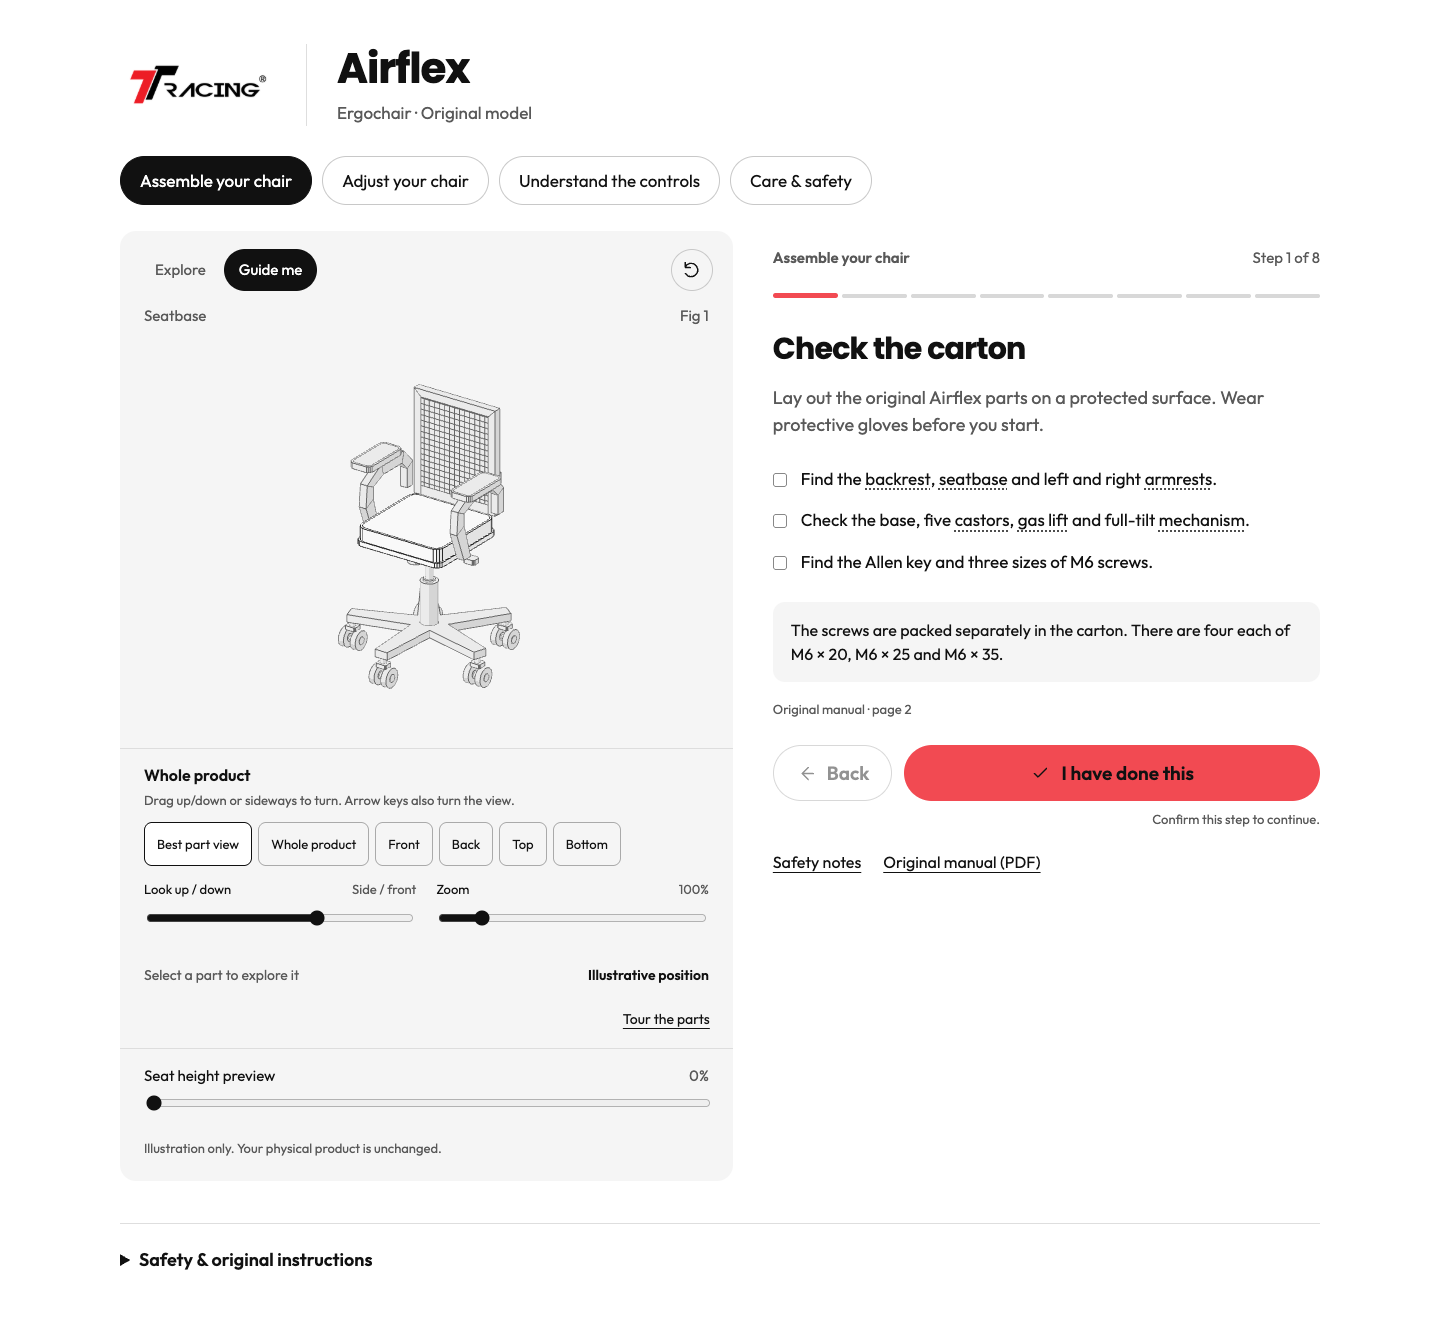 TTRACING®
Airflex
Ergochair · Original model
Assemble your chair
Adjust your chair
Understand the controls
Care & safety
Explore
Guide me
Seatbase
Fig 1
Whole product
Drag up/down or sideways to turn. Arrow keys also turn the view.
Best part view
Whole product
Front
Back
Top
Bottom
Look up / down
Side / front
Zoom
100%
Select a part to explore it
Illustrative position
Tour the parts
Seat height preview
0%
Illustration only. Your physical product is unchanged.
Assemble your chair
Step 1 of 8
Check the carton
Lay out the original Airflex parts on a protected surface. Wear
protective gloves before you start.
Find the backrest, seatbase and left and right armrests.
Check the base, five castors, gas lift and full-tilt mechanism.
Find the Allen key and three sizes of M6 screws.
The screws are packed separately in the carton. There are four each of
M6 × 20, M6 × 25 and M6 × 35.
Original manual · page 2
Back
I have done this
Confirm this step to continue.
Safety notes
Original manual (PDF)
Safety & original instructions